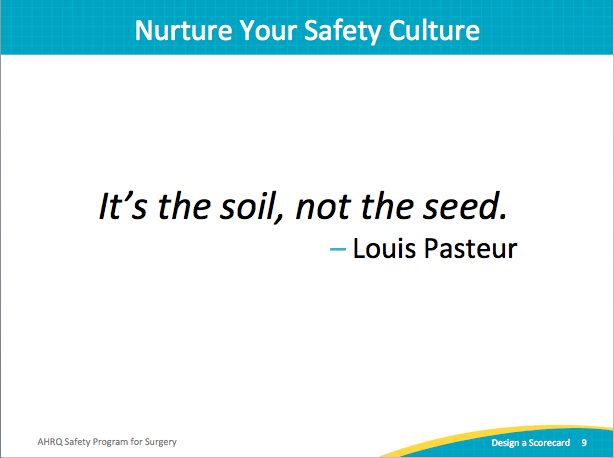 Nurture Your Safety Culture
It’s the soil, not the seed.
– Louis Pasteur
AHRQ Safety Program for Surgery
Design a Scorecard 9